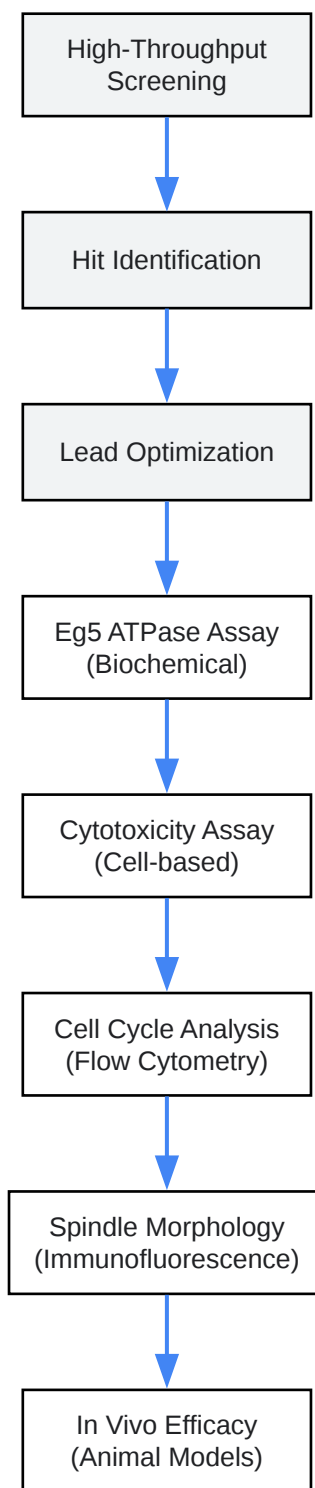 High-Throughput
Screening
Hit Identification
Lead Optimization
Eg5 ATPase Assay
(Biochemical)
Cytotoxicity Assay
(Cell-based)
Cell Cycle Analysis
(Flow Cytometry)
Spindle Morphology
(Immunofluorescence)
In Vivo Efficacy
(Animal Models)